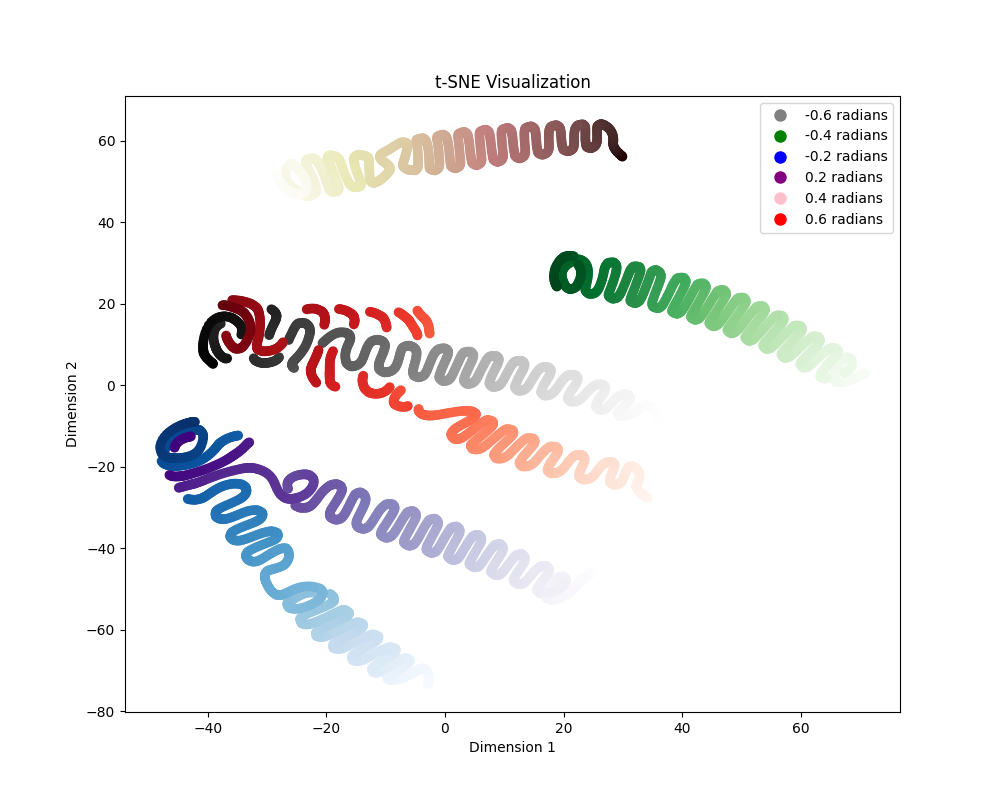 t-SNE Visualization
-0.6 radians
-0.4 radians
-0.2 radians
0.2 radians
0.4 radians
0.6 radians
60
40
20
0
−20
−40
−60
−80
Dimension 2
−40
−20
0
20
40
60
Dimension 1